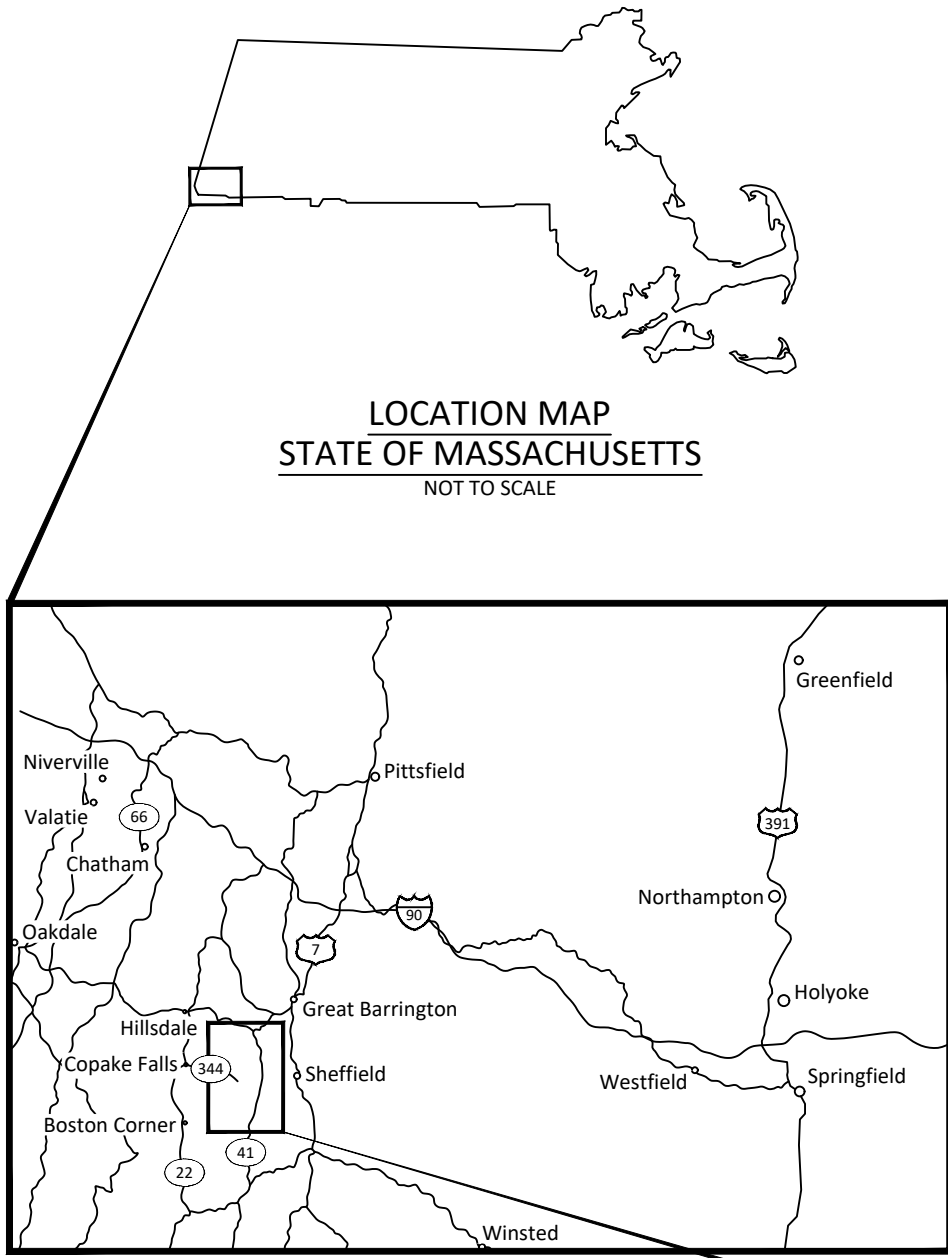 LOCATION MAP
STATE OF MASSACHUSETTS
NOT TO SCALE
Greenfield
Niverville
Pittsfield
Valatie
66
391
Chatham
Northampton
90
Oakdale
7
Holyoke
Great Barrington
Hillsdale
Copake Falls
344
Sheffield
Westfield
Springfield
Boston Corner
41
22
Winsted